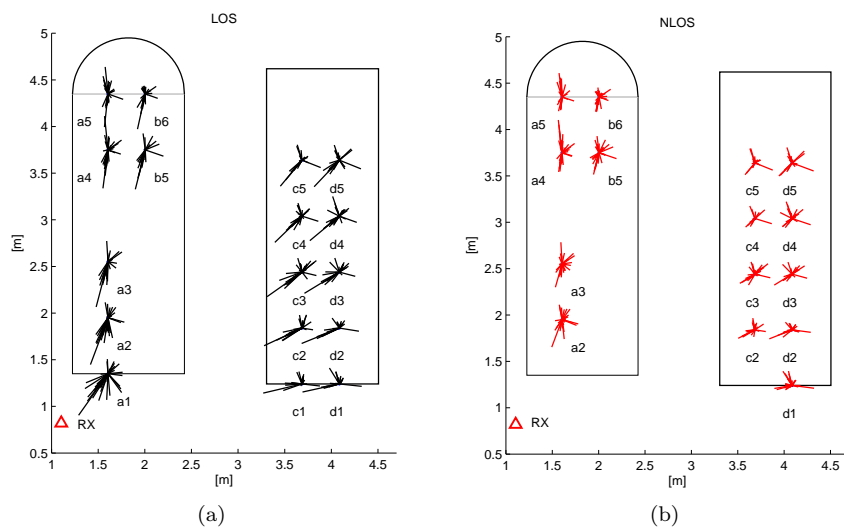 LOS
5
4.5
4
3.5
3
2.5
2
1.5
1
0.5
[m]
a5
b6
a4
b5
a3
a2
a1
RX
c5
d5
c4
d4
c3
d3
c2
d2
c1
d1
1 1.5 2 2.5 3 3.5 4 4.5
[m]
(a)
NLOS
5
4.5
4
3.5
3
2.5
2
1.5
1
0.5
[m]
a5
b6
a4
b5
a3
a2
RX
c5
d5
c4
d4
c3
d3
c2
d2
d1
1 1.5 2 2.5 3 3.5 4 4.5
[m]
(b)